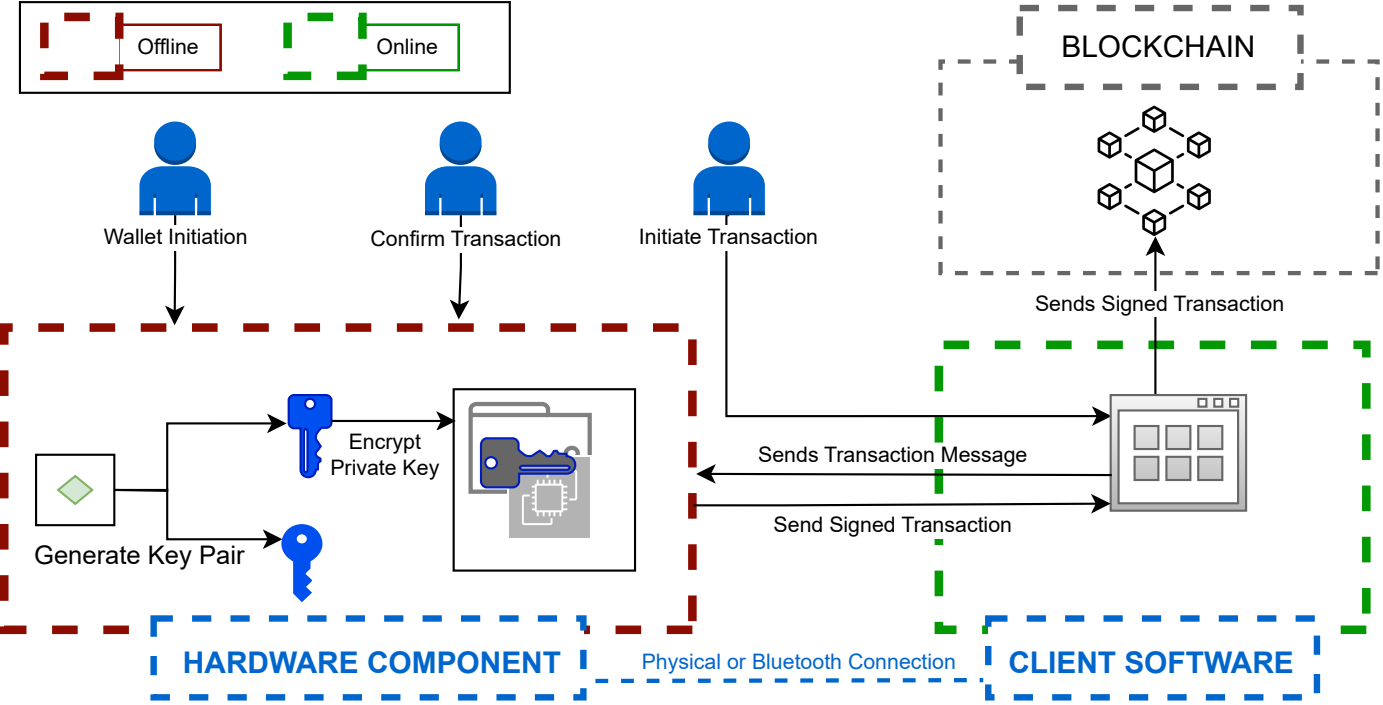 Offline
Online
BLOCKCHAIN
Wallet Initiation
Confirm Transaction
Initiate Transaction
Sends Signed Transaction
Encrypt
Private Key
Sends Transaction Message
Send Signed Transaction
Generate Key Pair
HARDWARE COMPONENT
Physical or Bluetooth Connection
CLIENT SOFTWARE